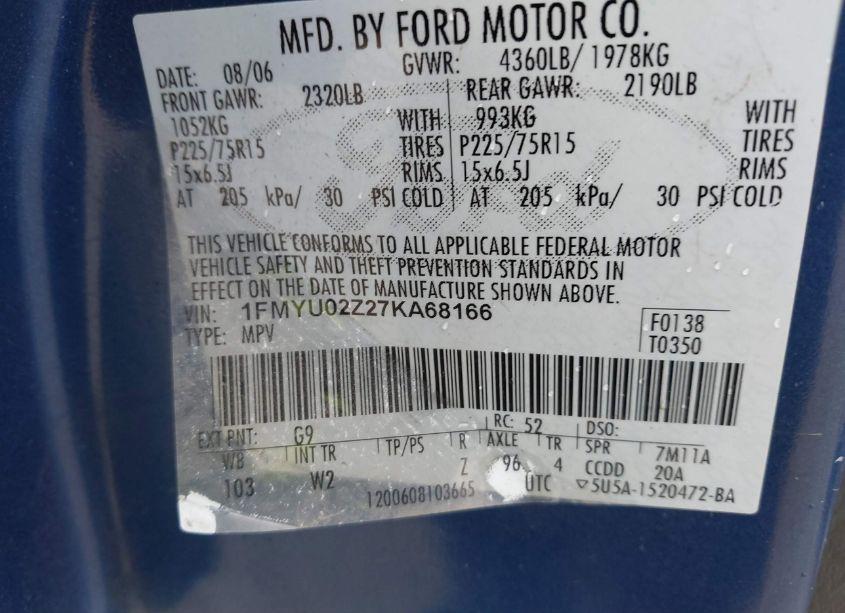 MFD. BY FORD MOTOR CO.
DATE: 08/06 GVWR: 4360LB/ 1978KG
FRONT GAWR: 2320LB REAR GAWR: 2190LB
1052KG WITH 993KG WITH
P225/75R15 TIRES P225/75R15 TIRES
15x6.5J RIMS 15x6.5J RIMS
AT 205 kPa/ 30 PSI COLD AT 205 kPa/ 30 PSI COLD
THIS VEHICLE CONFORMS TO ALL APPLICABLE FEDERAL MOTOR
VEHICLE SAFETY AND THEFT PREVENTION STANDARDS IN
EFFECT ON THE DATE OF MANUFACTURE SHOWN ABOVE.
VIN: 1FMYU02Z27KA68166 F0138
TYPE: MPV T0350
EXT PNT: G9 RC: 52 DSO:
WB INT TR TP/PS R AXLE TR SPR 7M11A
103 W2 Z 96 4 CCDD 20A
1200608103665 UTC ▽5U5A-1520472-BA
Ford